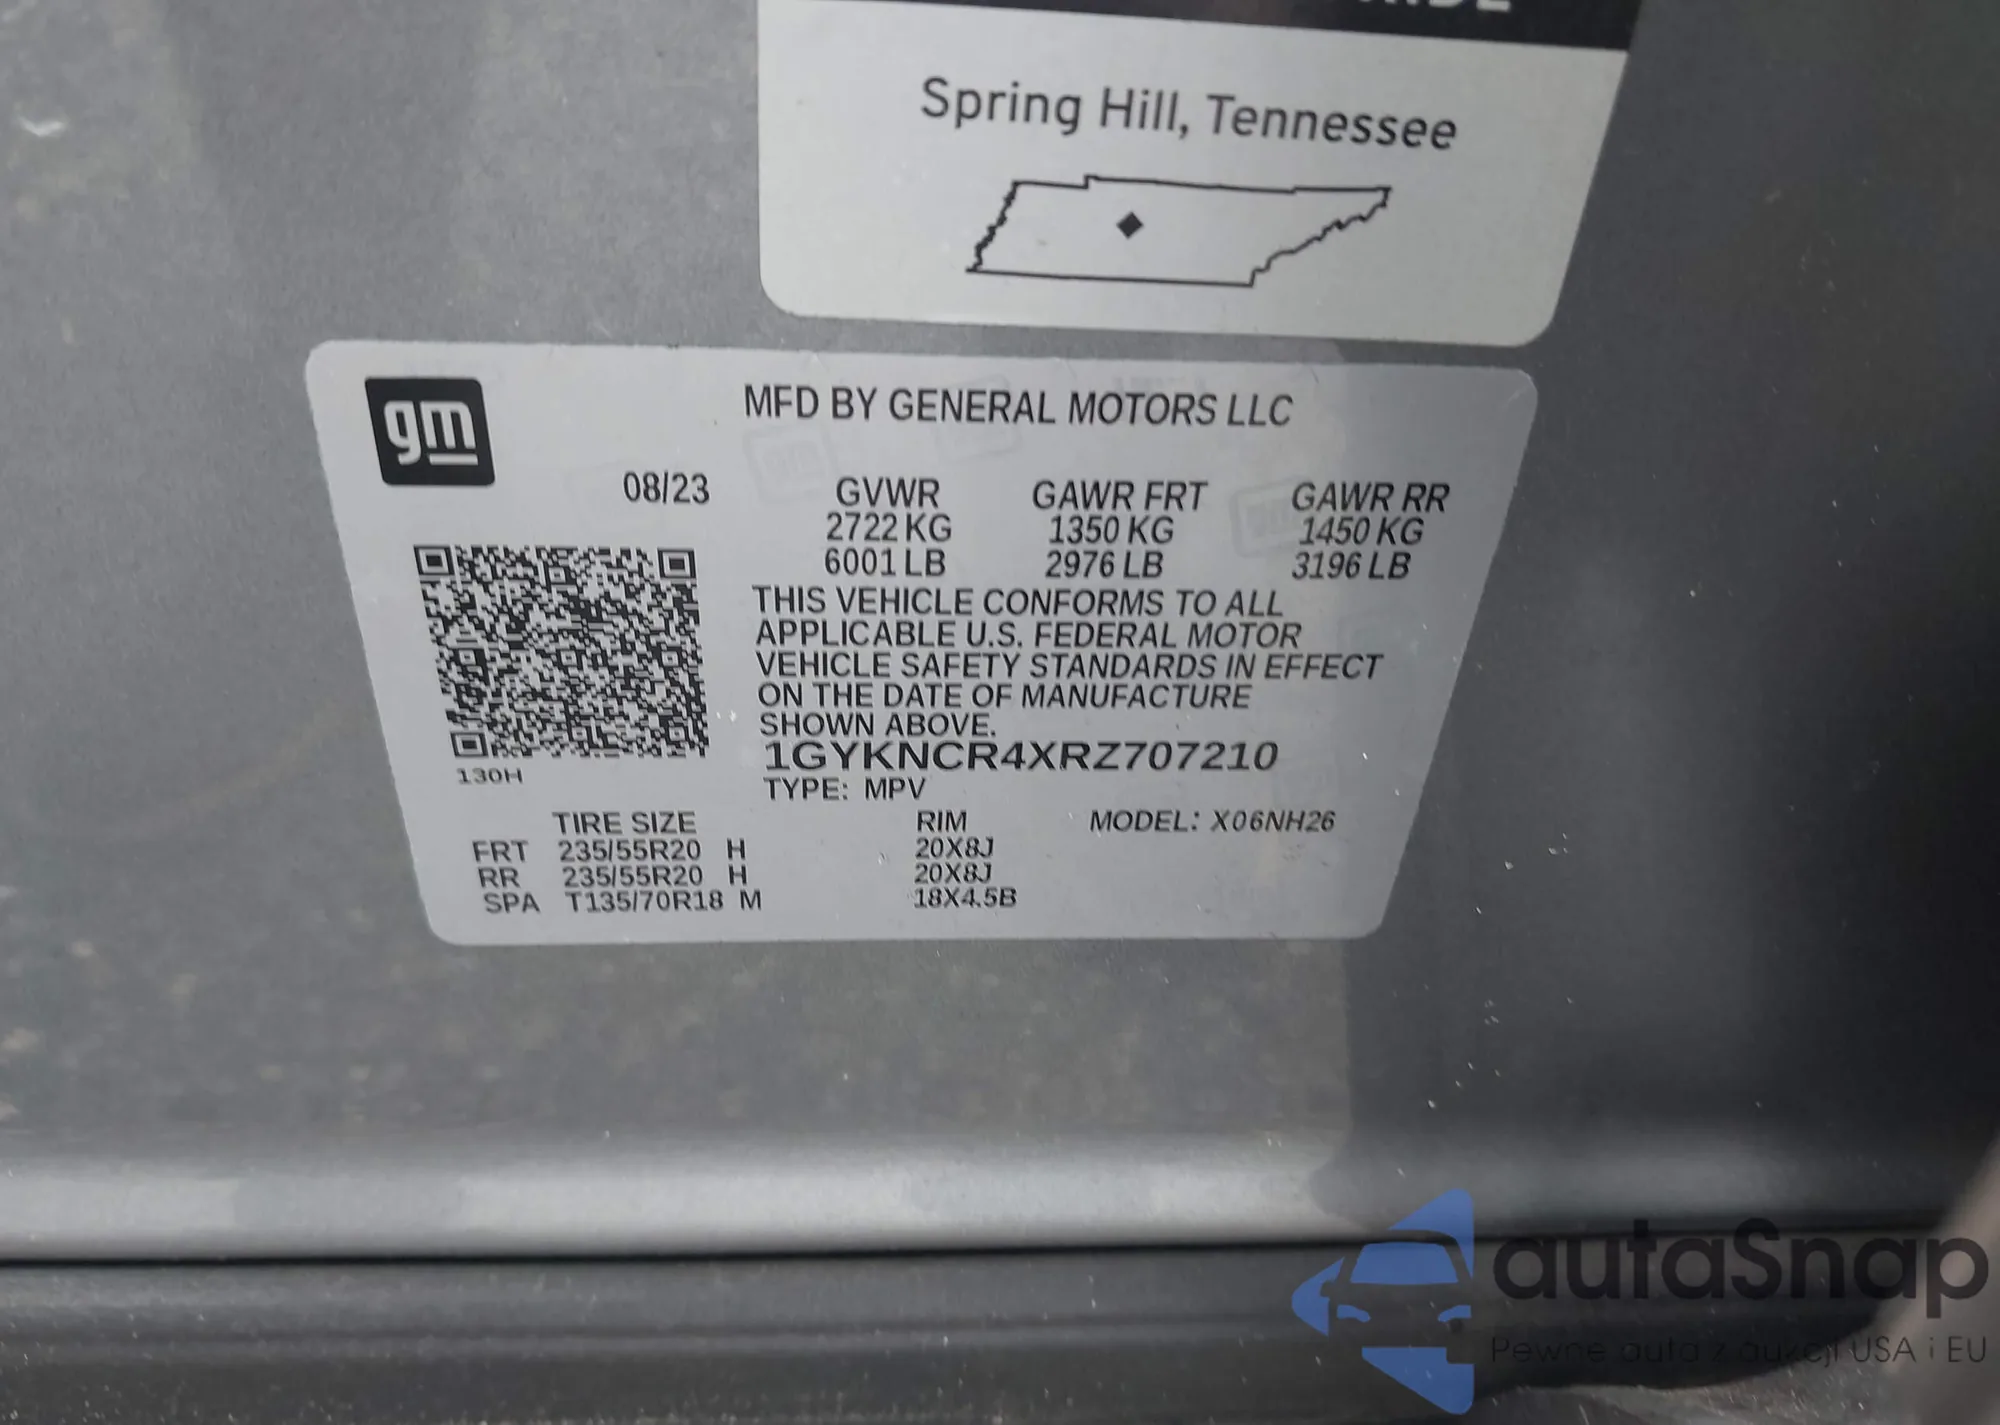 Spring Hill, Tennessee
gm
MFD BY GENERAL MOTORS LLC
08/23
GVWR GAWR FRT GAWR RR
2722 KG 1350 KG 1450 KG
6001 LB 2976 LB 3196 LB
THIS VEHICLE CONFORMS TO ALL
APPLICABLE U.S. FEDERAL MOTOR
VEHICLE SAFETY STANDARDS IN EFFECT
ON THE DATE OF MANUFACTURE
SHOWN ABOVE.
1GYKNCR4XRZ707210
130H
TYPE: MPV
TIRE SIZE RIM MODEL: X06NH26
FRT 235/55R20 H 20X8J
RR 235/55R20 H 20X8J
SPA T135/70R18 M 18X4.5B
autaSnap
Pewne auta z aukcji USA i EU